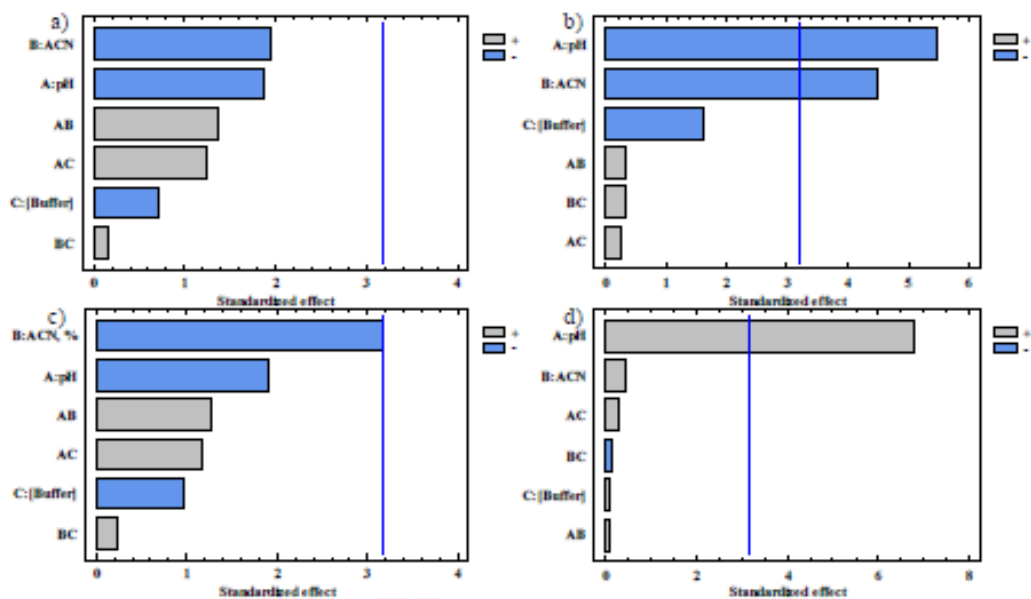 a)
B:ACN
A:pH
AB
AC
C:[Buffer]
BC
0 1 2 3 4
Standardized effect
+
-
b)
A:pH
B:ACN
C:[Buffer]
AB
BC
AC
0 1 2 3 4 5 6
Standardized effect
+
-
c)
B:ACN, %
A:pH
AB
AC
C:[Buffer]
BC
0 1 2 3 4
Standardized effect
+
-
d)
A:pH
B:ACN
AC
BC
C:[Buffer]
AB
0 2 4 6 8
Standardized effect
+
-